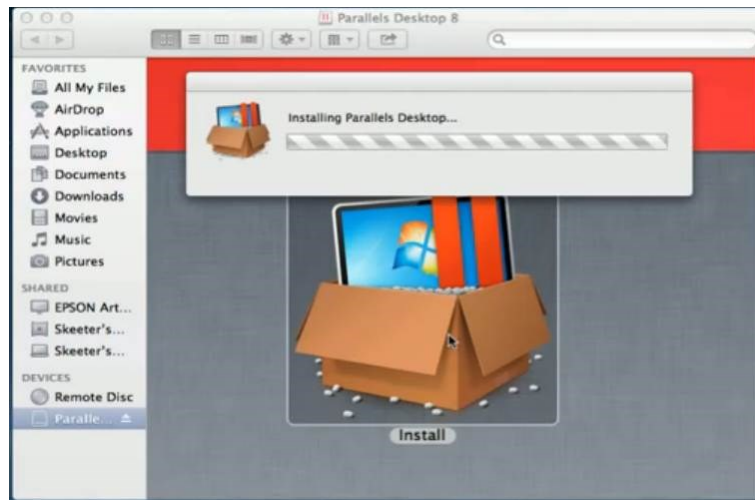 Parallels Desktop 8
FAVORITES
All My Files
AirDrop
Applications
Desktop
Documents
Downloads
Movies
Music
Pictures
SHARED
EPSON Art...
Skeeter's...
Skeeter's...
DEVICES
Remote Disc
Paralle...
Installing Parallels Desktop...
Install